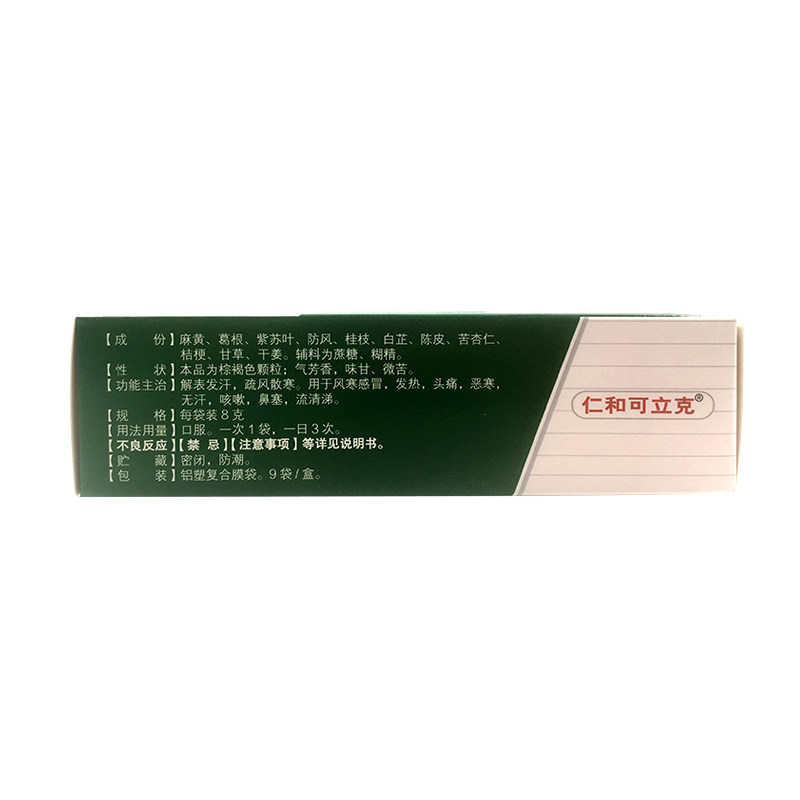 【成份】麻黄、葛根、紫苏叶、防风、桂枝、白芷、陈皮、苦杏仁、
桔梗、甘草、干姜。辅料为蔗糖、糊精。
【性状】本品为棕褐色颗粒；气芳香，味甘、微苦。
【功能主治】解表发汗，疏风散寒。用于风寒感冒，发热，头痛，恶寒，
无汗，咳嗽，鼻塞，流清涕。
【规格】每袋装8克
【用法用量】口服。一次1袋，一日3次。
【不良反应】【禁忌】【注意事项】等详见说明书。
【贮藏】密闭，防潮。
【包装】铝塑复合膜袋。9袋/盒。
仁和可立克®